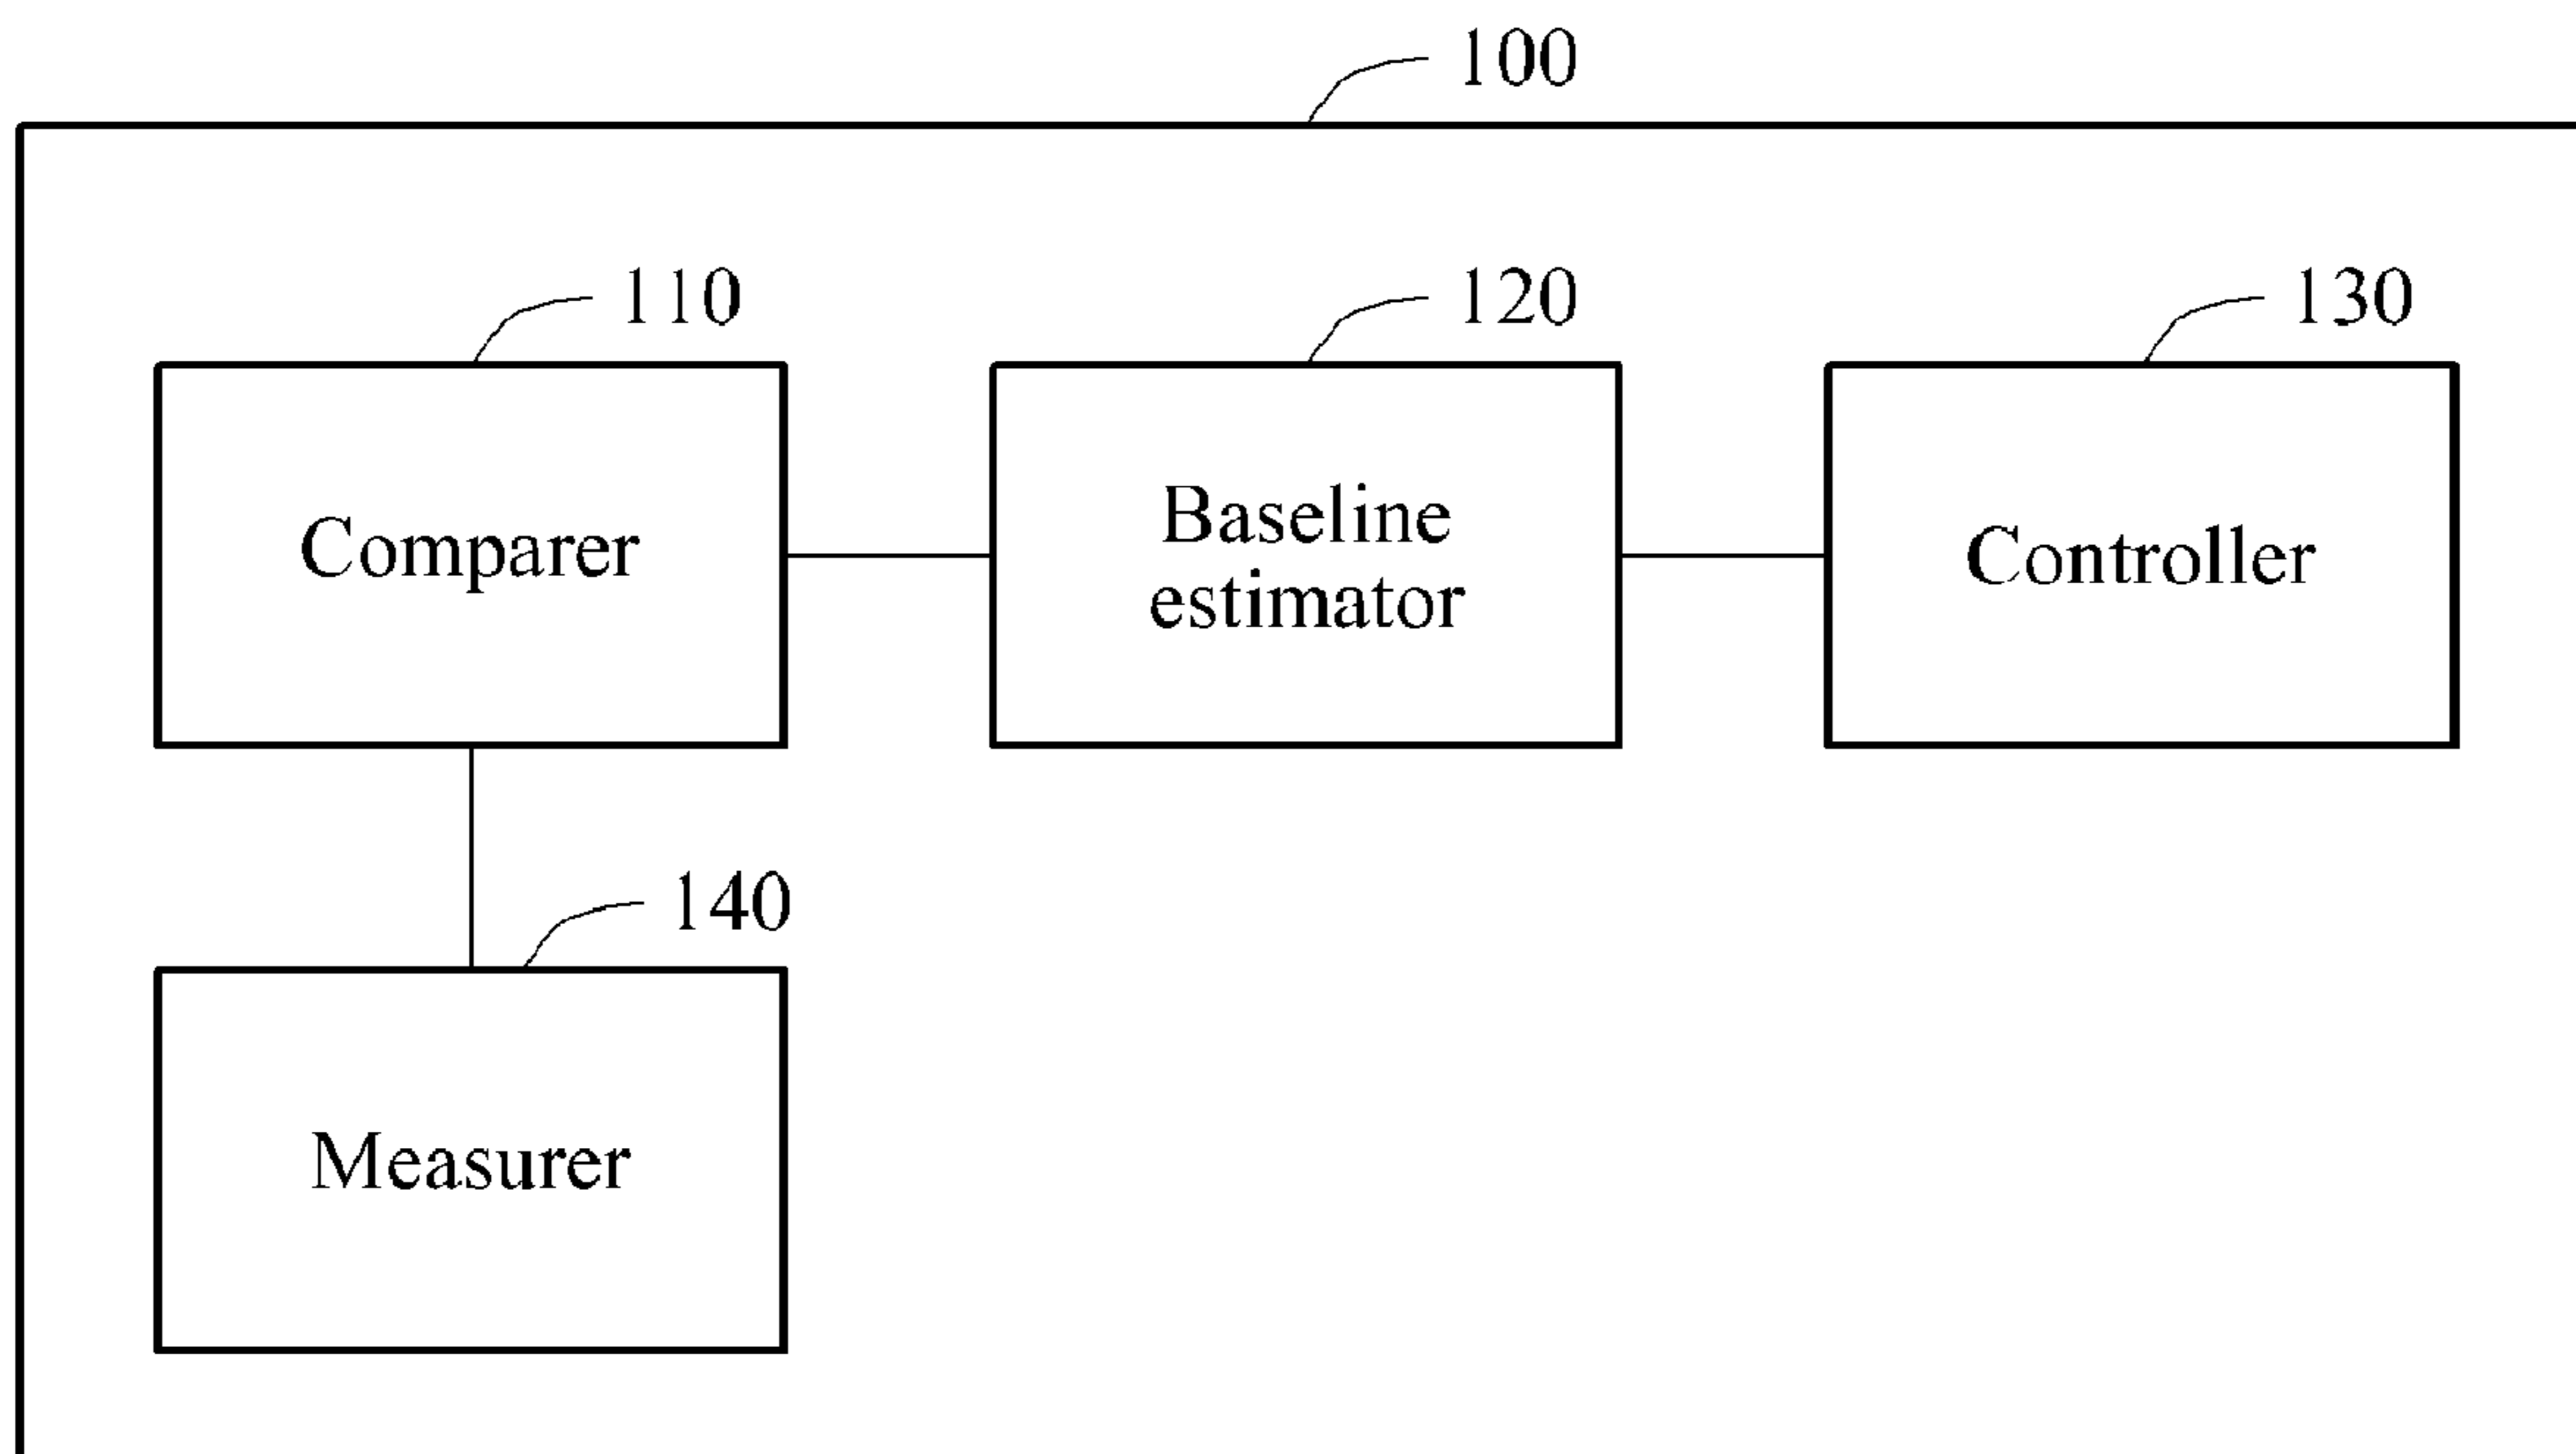 100
110
120
130
Comparer
Baseline
estimator
Controller
140
Measurer